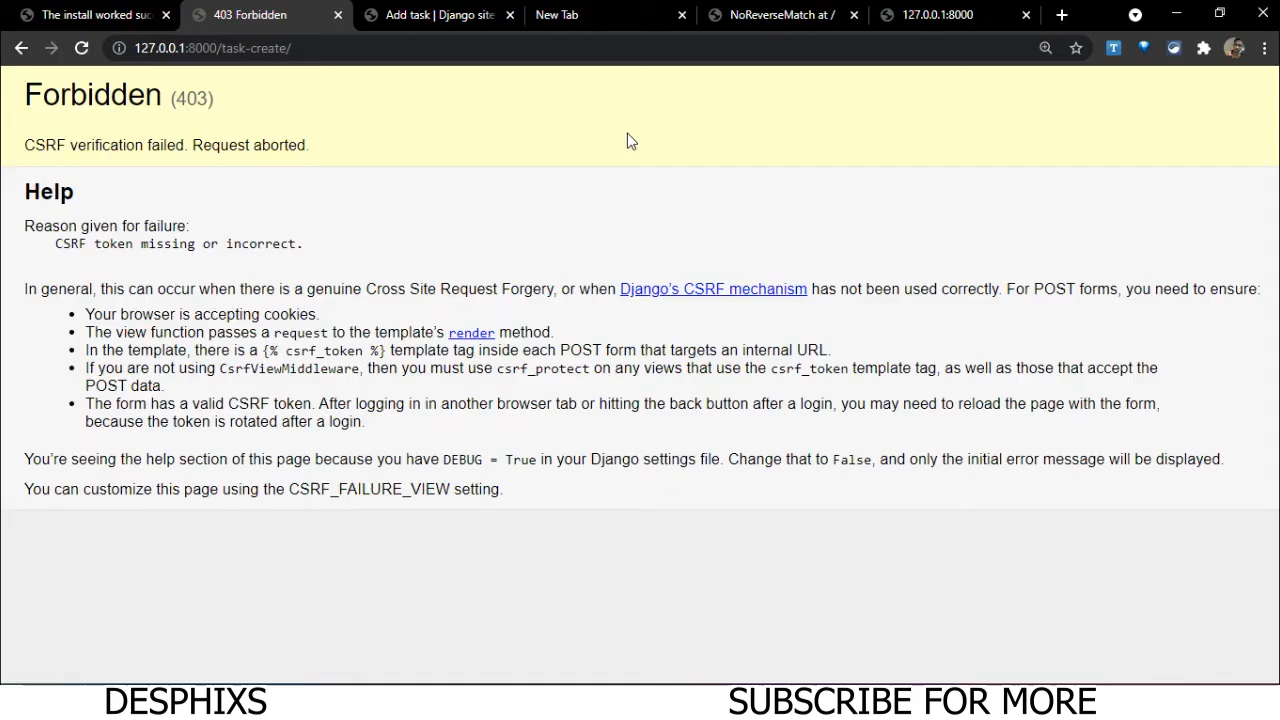 The install worked suc
403 Forbidden
Add task | Django site
New Tab
NoReverseMatch at /
127.0.0.1:8000
127.0.0.1:8000/task-create/
T
Forbidden (403)
CSRF verification failed. Request aborted.
Help
Reason given for failure:
CSRF token missing or incorrect.
In general, this can occur when there is a genuine Cross Site Request Forgery, or when Django's CSRF mechanism has not been used correctly. For POST forms, you need to ensure:
• Your browser is accepting cookies.
• The view function passes a request to the template's render method.
• In the template, there is a {% csrf_token %} template tag inside each POST form that targets an internal URL.
• If you are not using CsrfViewMiddleware, then you must use csrf_protect on any views that use the csrf_token template tag, as well as those that accept the
POST data.
• The form has a valid CSRF token. After logging in in another browser tab or hitting the back button after a login, you may need to reload the page with the form,
because the token is rotated after a login.
You're seeing the help section of this page because you have DEBUG = True in your Django settings file. Change that to False, and only the initial error message will be displayed.
You can customize this page using the CSRF_FAILURE_VIEW setting.
DESPHIXS
SUBSCRIBE FOR MORE